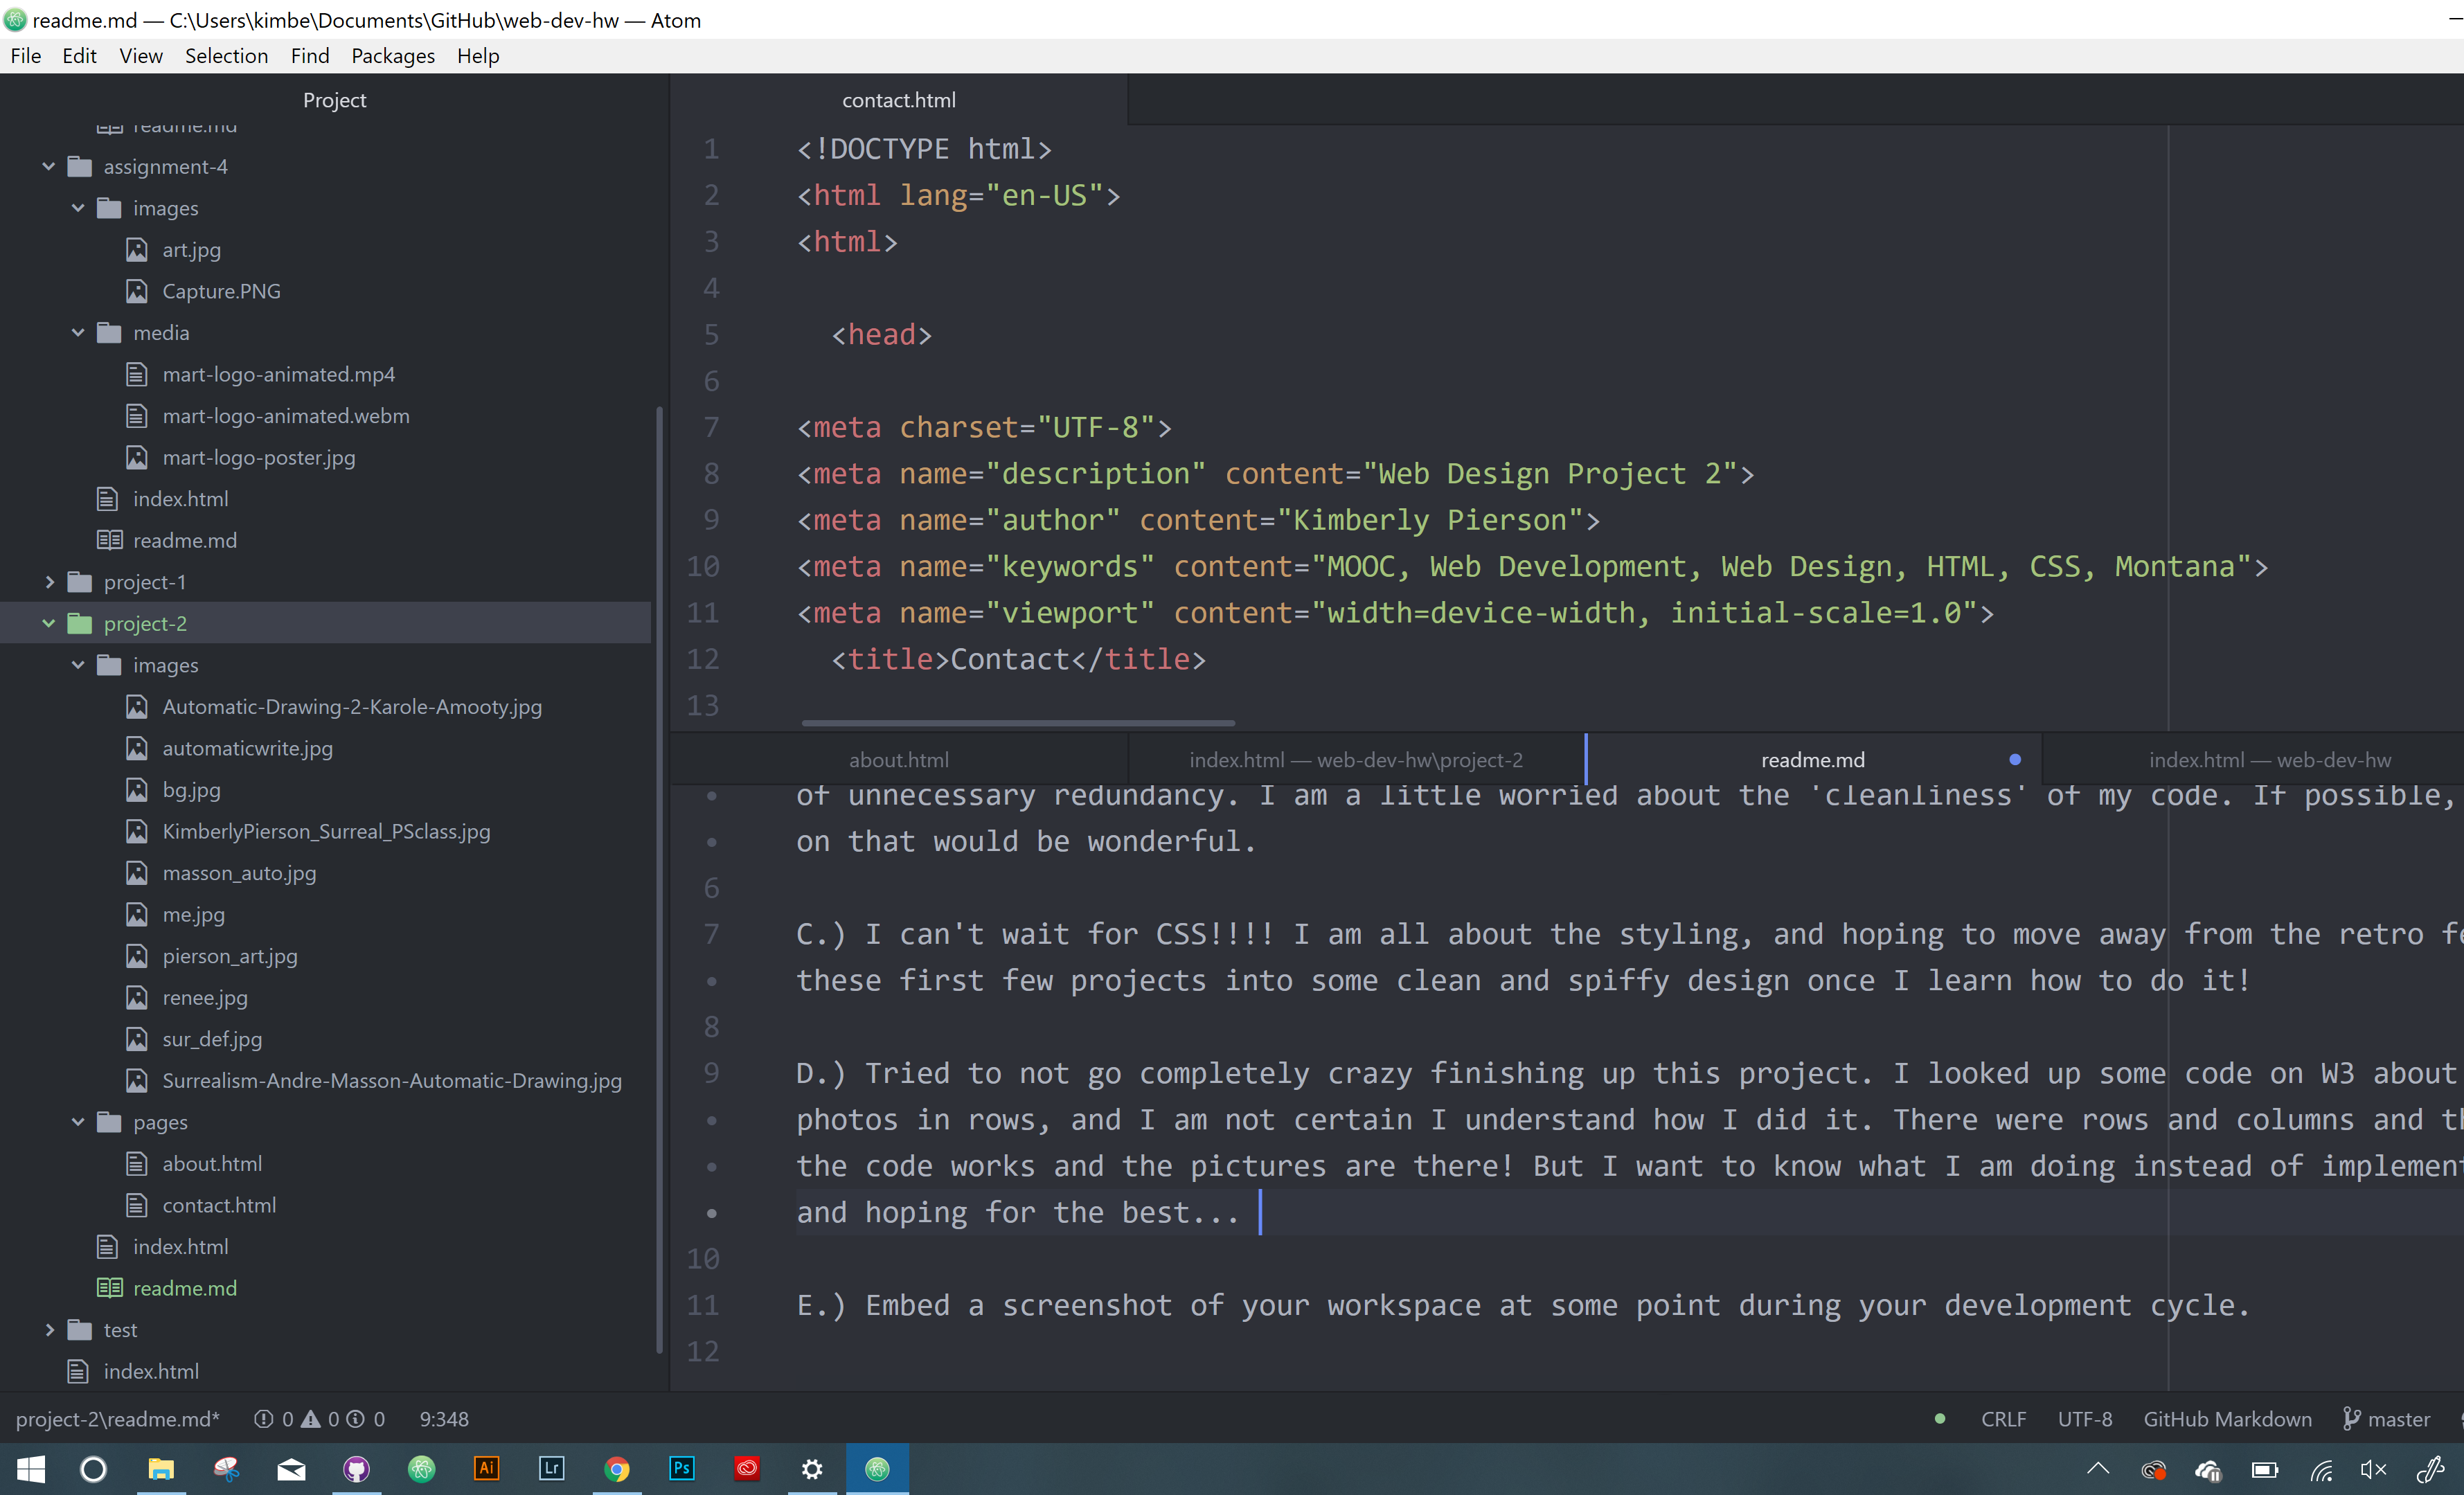 readme.md — C:\Users\kimbe\Documents\GitHub\web-dev-hw — Atom
File Edit View Selection Find Packages Help
Project
readme.md
assignment-4
images
art.jpg
Capture.PNG
media
mart-logo-animated.mp4
mart-logo-animated.webm
mart-logo-poster.jpg
index.html
readme.md
project-1
project-2
images
Automatic-Drawing-2-Karole-Amooty.jpg
automaticwrite.jpg
bg.jpg
KimberlyPierson_Surreal_PSclass.jpg
masson_auto.jpg
me.jpg
pierson_art.jpg
renee.jpg
sur_def.jpg
Surrealism-Andre-Masson-Automatic-Drawing.jpg
pages
about.html
contact.html
index.html
readme.md
test
index.html
contact.html
1 <!DOCTYPE html>
2 <html lang="en-US">
3 <html>
4
5 <head>
6
7 <meta charset="UTF-8">
8 <meta name="description" content="Web Design Project 2">
9 <meta name="author" content="Kimberly Pierson">
10 <meta name="keywords" content="MOOC, Web Development, Web Design, HTML, CSS, Montana">
11 <meta name="viewport" content="width=device-width, initial-scale=1.0">
12 <title>Contact</title>
13
about.html index.html — web-dev-hw\project-2 readme.md index.html — web-dev-hw
of unnecessary redundancy. I am a little worried about the 'cleanliness' of my code. If possible,
on that would be wonderful.
6
7 C.) I can't wait for CSS!!!! I am all about the styling, and hoping to move away from the retro
these first few projects into some clean and spiffy design once I learn how to do it!
8
9 D.) Tried to not go completely crazy finishing up this project. I looked up some code on W3 about
photos in rows, and I am not certain I understand how I did it. There were rows and columns and
the code works and the pictures are there! But I want to know what I am doing instead of
and hoping for the best...
10
11 E.) Embed a screenshot of your workspace at some point during your development cycle.
12
project-2\readme.md* 0 0 0 9:348 CRLF UTF-8 GitHub Markdown master
Ai Lr Ps